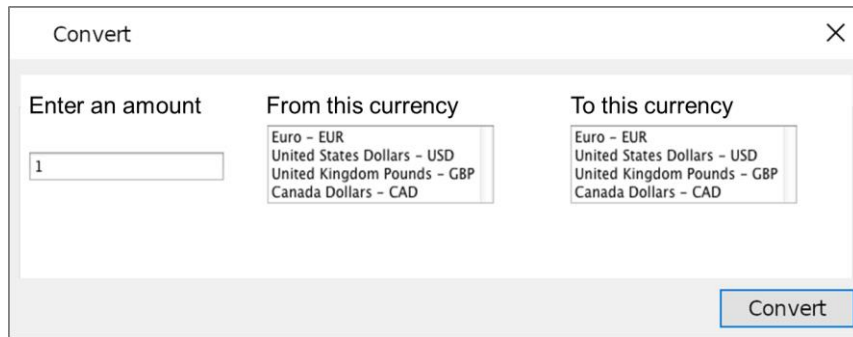 Convert
Enter an amount
From this currency
To this currency
1
Euro – EUR
United States Dollars – USD
United Kingdom Pounds – GBP
Canada Dollars – CAD
Euro – EUR
United States Dollars – USD
United Kingdom Pounds – GBP
Canada Dollars – CAD
Convert